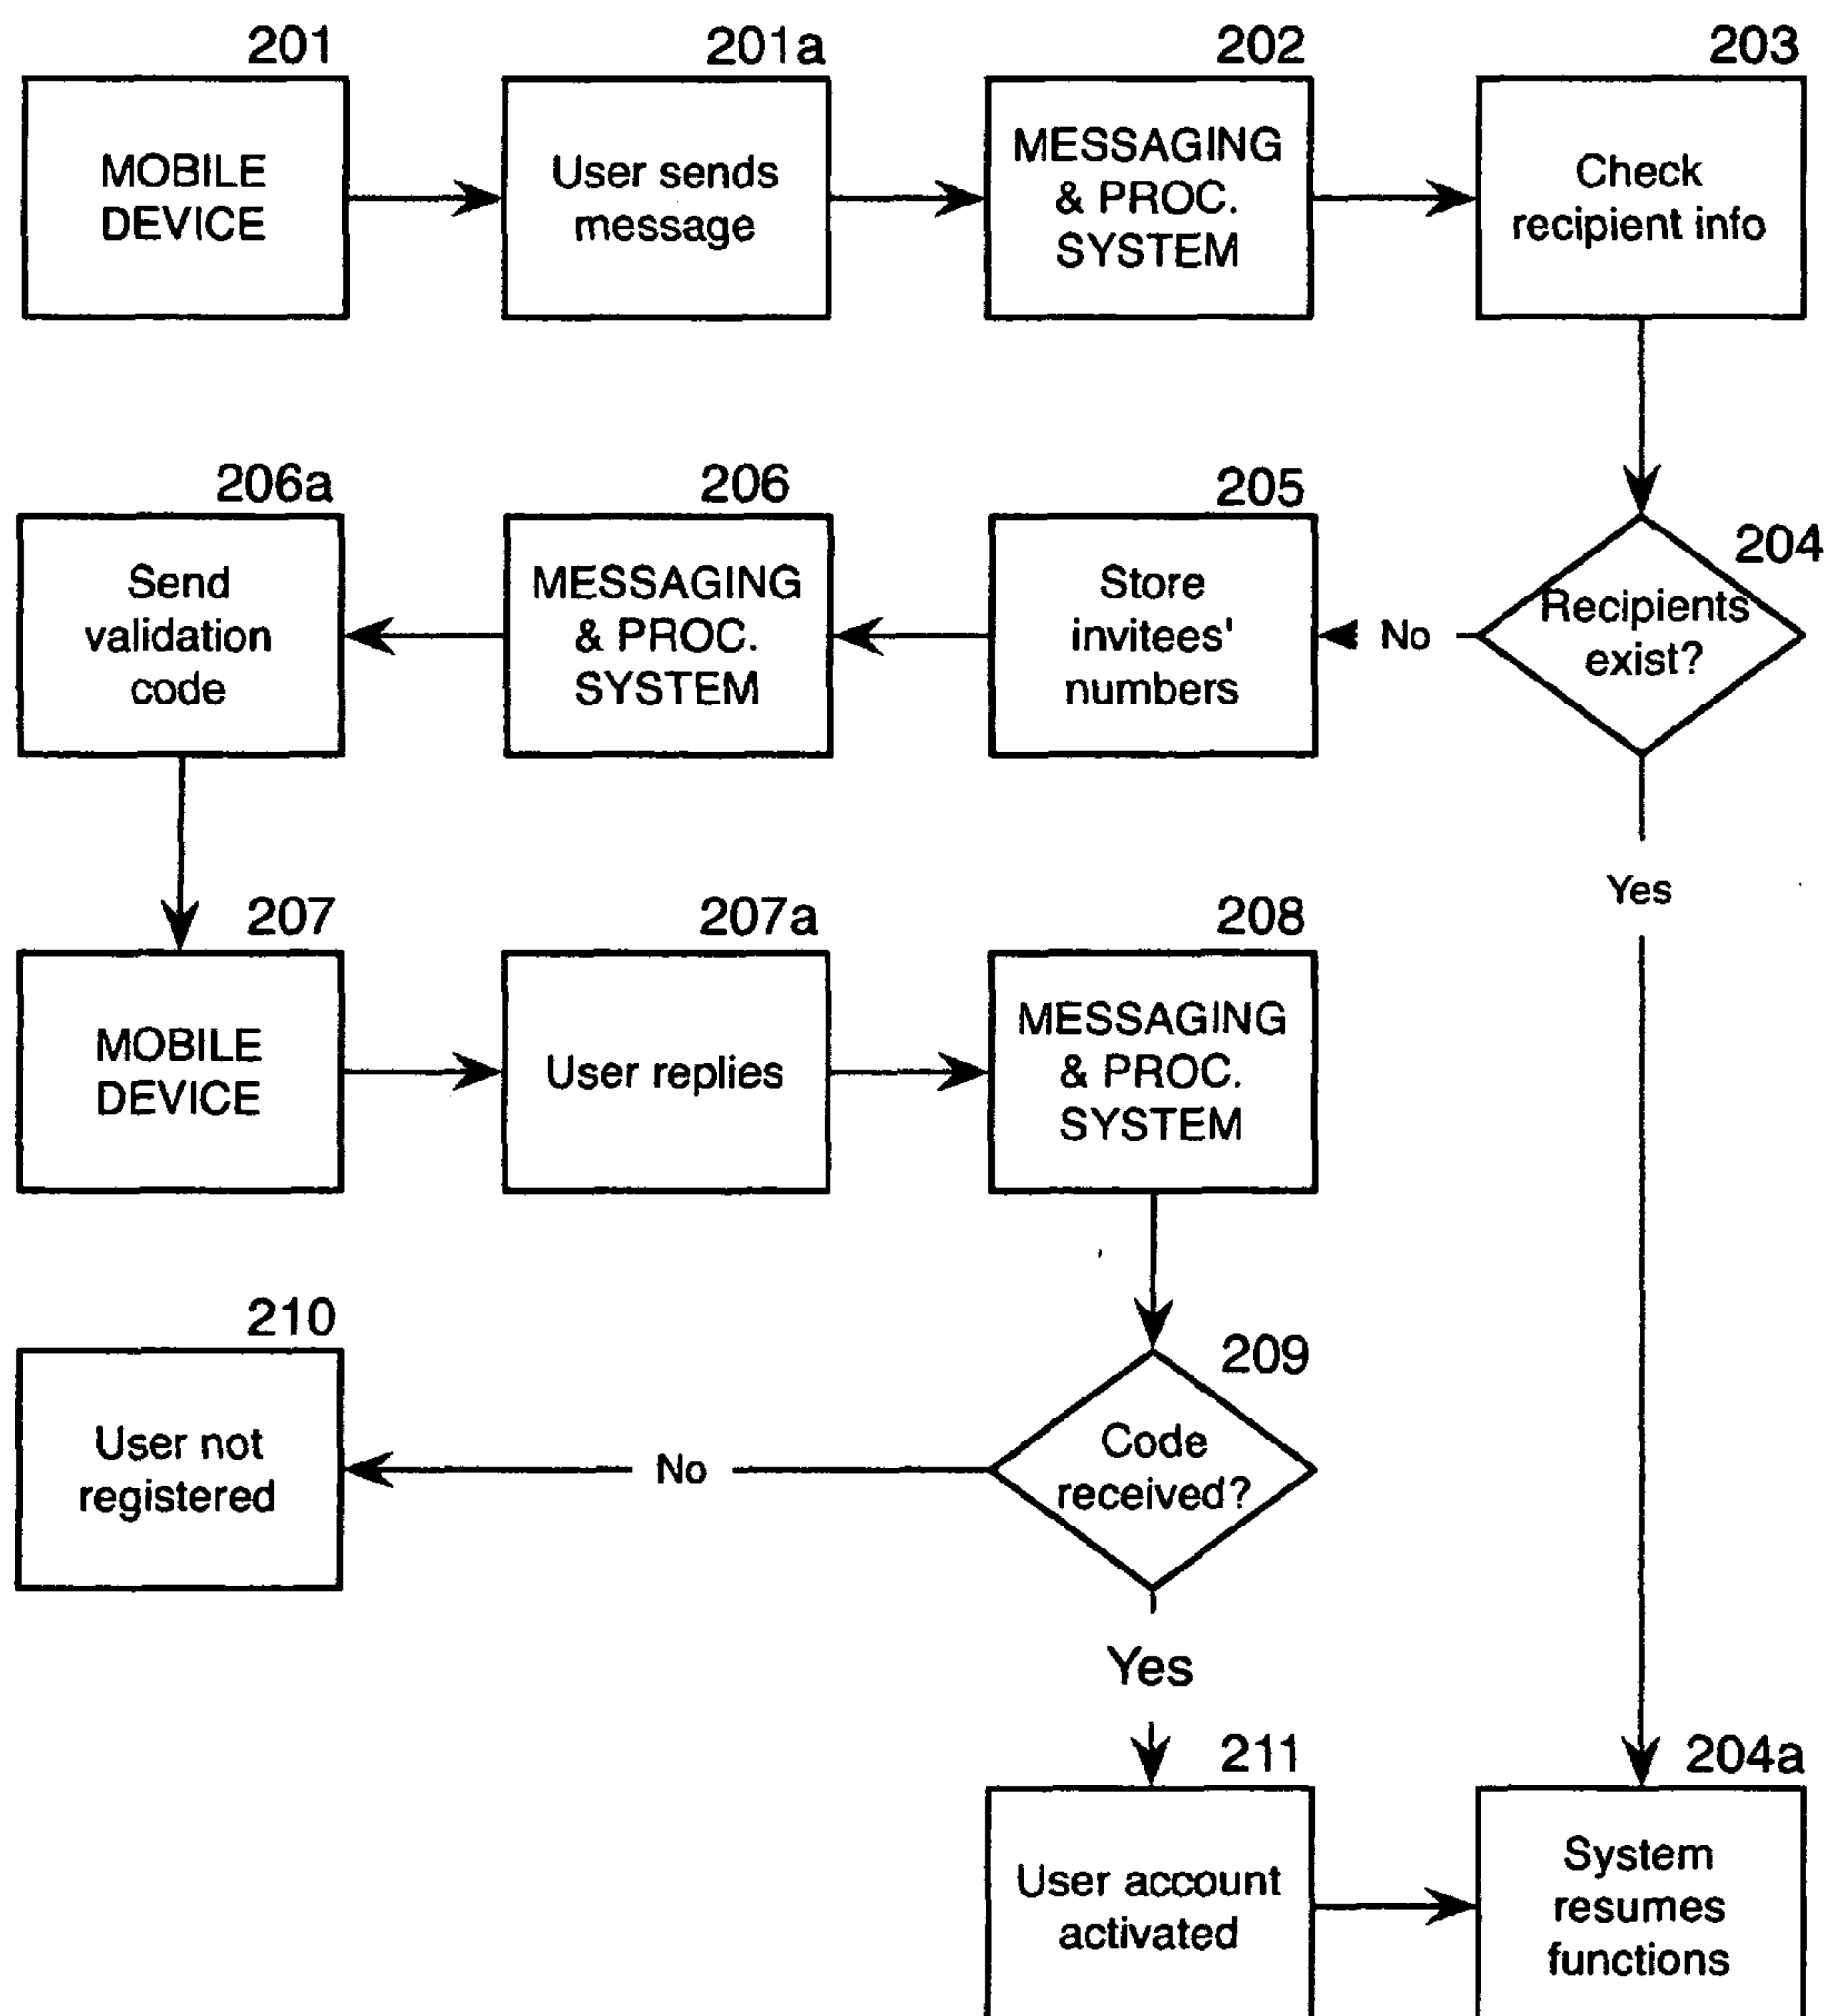 201
MOBILE
DEVICE
201a
User sends
message
202
MESSAGING
& PROC.
SYSTEM
203
Check
recipient info
204
Recipients
exist?
No
Yes
205
Store
invitees'
numbers
206
MESSAGING
& PROC.
SYSTEM
206a
Send
validation
code
207
MOBILE
DEVICE
207a
User replies
208
MESSAGING
& PROC.
SYSTEM
209
Code
received?
No
210
User not
registered
Yes
211
User account
activated
204a
System
resumes
functions